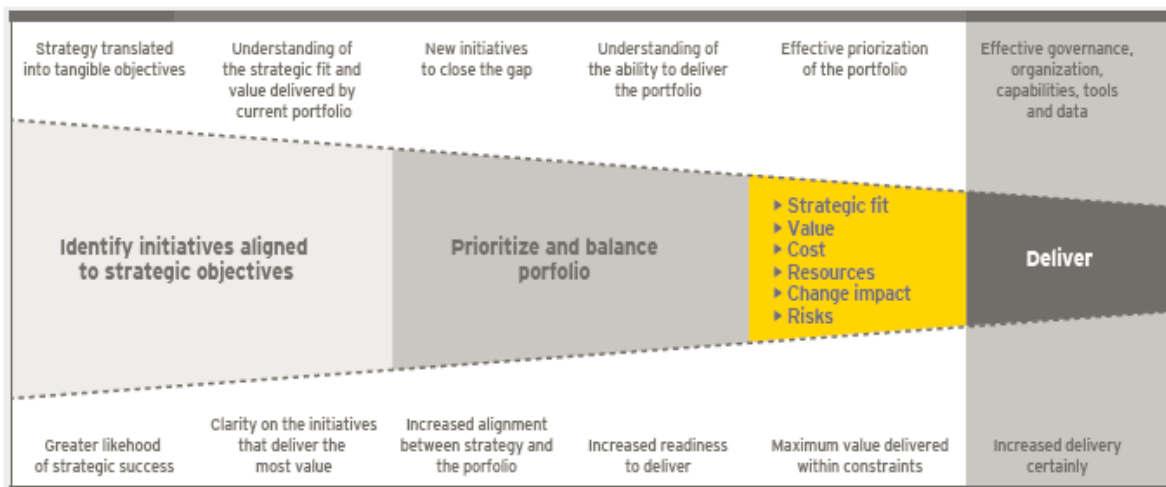 Strategy translated
into tangible objectives
Understanding of
the strategic fit and
value delivered by
current portfolio
New initiatives
to close the gap
Understanding of
the ability to deliver
the portfolio
Effective priorization
of the portfolio
Effective governance,
organization,
capabilities, tools
and data
Identify initiatives aligned
to strategic objectives
Prioritize and balance
porfolio
▸ Strategic fit
▸ Value
▸ Cost
▸ Resources
▸ Change impact
▸ Risks
Deliver
Greater likehood
of strategic success
Clarity on the initiatives
that deliver the
most value
Increased alignment
between strategy and
the porfolio
Increased readiness
to deliver
Maximum value delivered
within constraints
Increased delivery
certainly